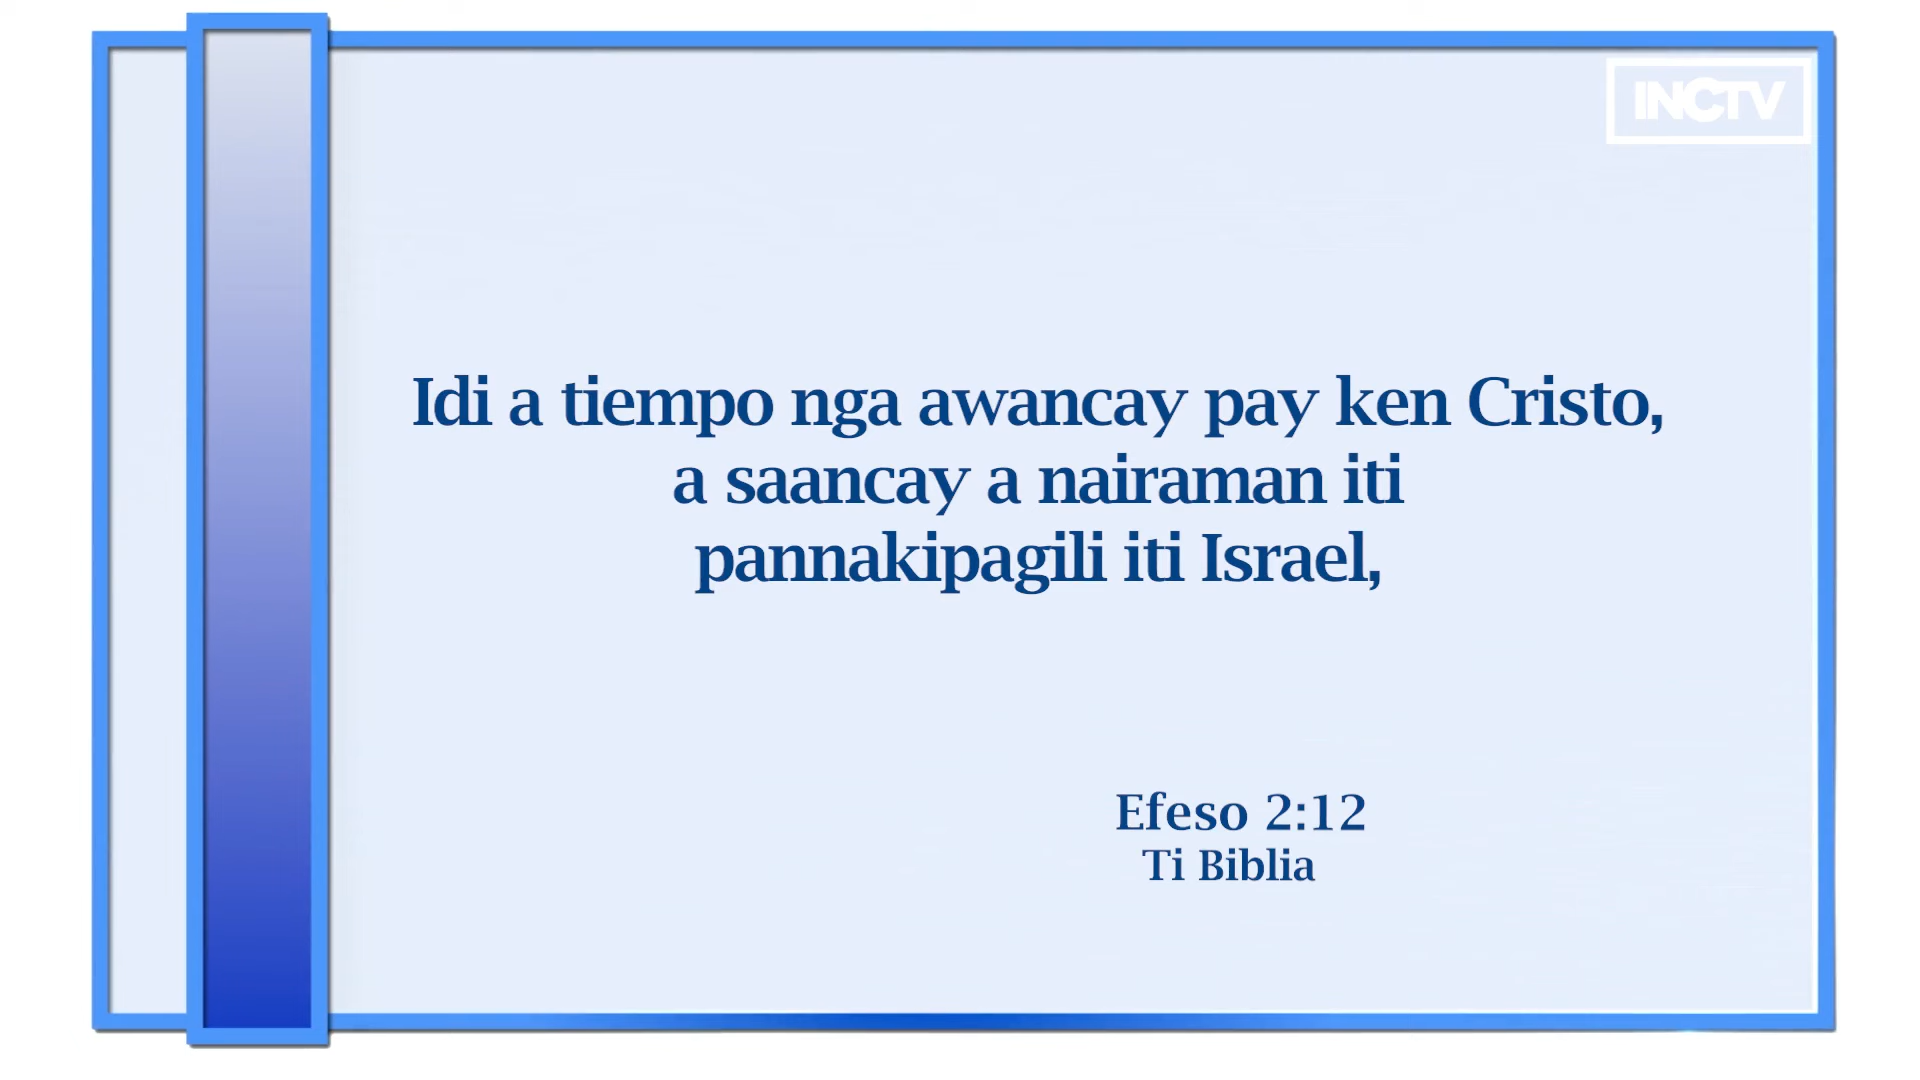 INCTV
Idi a tiempo nga awancay pay ken Cristo,
a saancay a nairaman iti
pannakipagili iti Israel,
Efeso 2:12
Ti Biblia